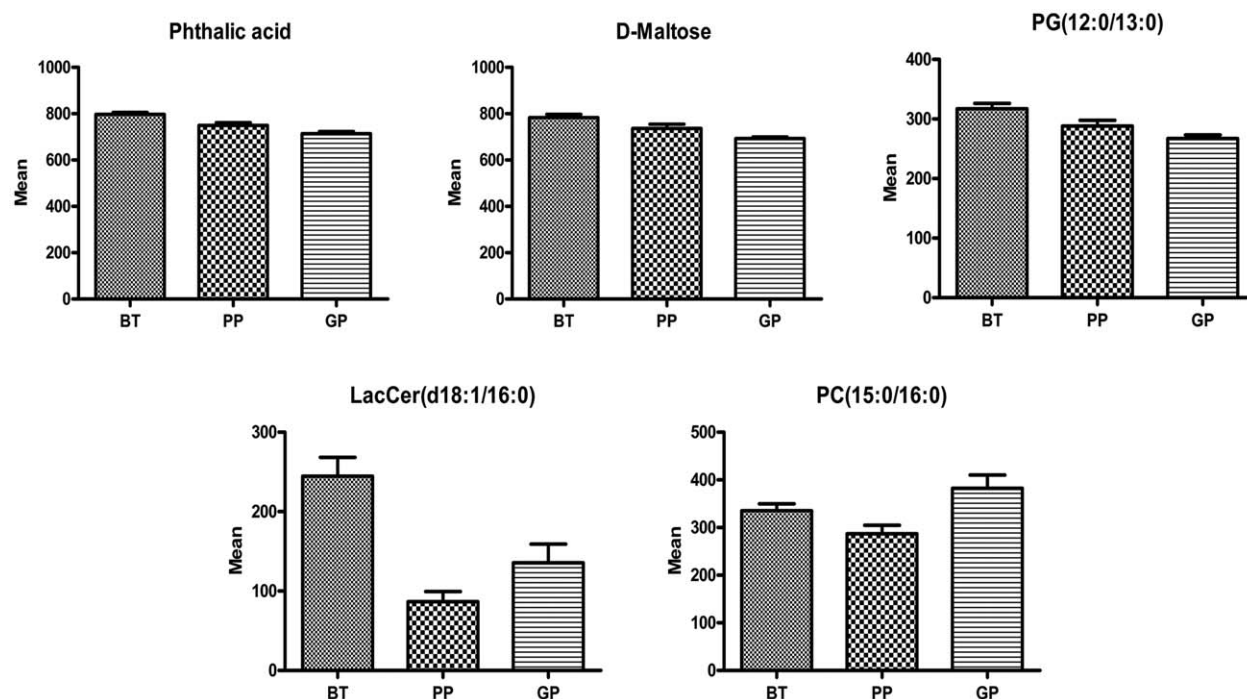 Phthalic acid
Mean
1000
800
600
400
200
0
BT PP GP
D-Maltose
Mean
1000
800
600
400
200
0
BT PP GP
PG(12:0/13:0)
Mean
400
300
200
100
0
BT PP GP
LacCer(d18:1/16:0)
Mean
300
200
100
0
BT PP GP
PC(15:0/16:0)
Mean
500
400
300
200
100
0
BT PP GP